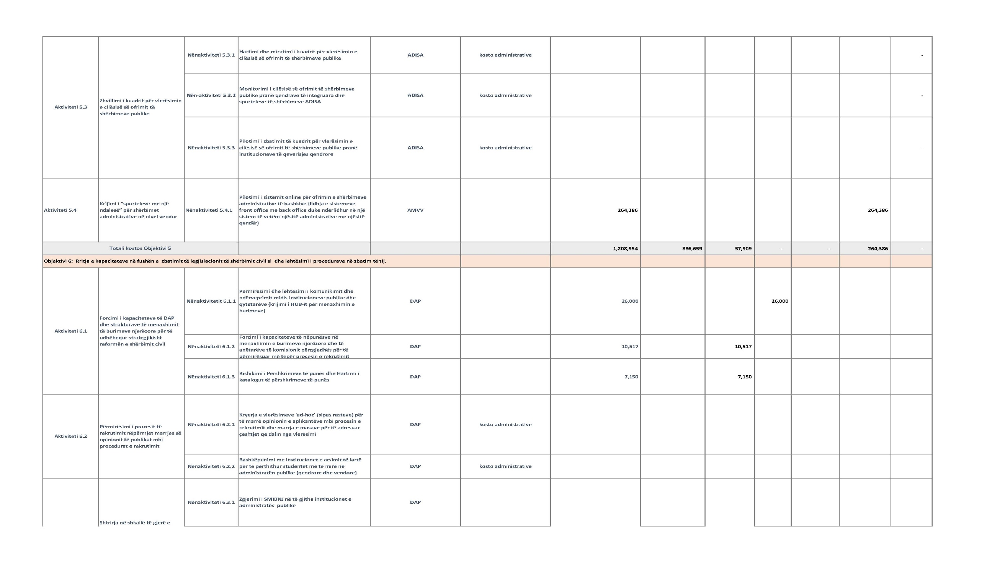 Aktiviteti 5.3
Zhvillimi i kuadrit për vlerësimin
e cilësisë së ofrimit të
shërbimeve publike
Nënaktiviteti 5.3.1
Hartimi dhe miratimi i kuadrit për vlerësimin e
cilësisë së ofrimit të shërbimeve publike
ADISA
kosto administrative
-
Nën-aktiviteti 5.3.2
Monitorimi i cilësisë së ofrimit të shërbimeve
publike pranë qendrave të integruara dhe
sporteleve të shërbimeve ADISA
ADISA
kosto administrative
-
Nënaktiviteti 5.3.3
Pilotimi i zbatimit të kuadrit për vlerësimin e
cilësisë së ofrimit të shërbimeve publike pranë
institucioneve të qeverisjes qendrore
ADISA
kosto administrative
-
Aktiviteti 5.4
Krijimi i “sporteleve me një
ndalesë” për shërbimet
administrative në nivel vendor
Nënaktiviteti 5.4.1
Pilotimi i sistemit online për ofrimin e shërbimeve
administrative të bashkive (lidhja e sistemeve
front office me back office duke ndërlidhur në një
sistem të vetëm njësitë administrative me njësitë
qendër)
AMVV
264,386
264,386
Totali kostos Objektivi 5
1,208,954
886,659
57,909
-
-
264,386
-
Objektivi 6:  Rritja e kapaciteteve në fushën e  zbatimit të legjislacionit të shërbimit civil si  dhe lehtësimi i procedurave në zbatim të tij.
Aktiviteti 6.1
Forcimi i kapaciteteve të DAP
dhe strukturave të menaxhimit
të burimeve njerëzore për të
udhëhequr strategjikisht
reformën e shërbimit civil
Nënaktivitetit 6.1.1
Përmirësimi dhe lehtësimi i komunikimit dhe
ndërveprimit midis institucioneve publike dhe
qytetarëve (krijimi i HUB-it për menaxhimin e
burimeve)
DAP
26,000
26,000
Nënaktiviteti 6.1.2
Forcimi i kapaciteteve të nëpunësve në
menaxhimin e burimeve njerëzore dhe të
anëtarëve të komisionit përzgjedhës për të
përmirësuar më tepër procesin e rekrutimit
DAP
10,517
10,517
Nënaktiviteti 6.1.3
Rishikimi i Përshkrimeve të punës dhe Hartimi i
katalogut të përshkrimeve të punës
DAP
7,150
7,150
Aktiviteti 6.2
Përmirësimi i procesit të
rekrutimit nëpërmjet marrjes së
opinionit të publikut mbi
procedurat e rekrutimit
Nënaktiviteti 6.2.1
Kryerja e vlerësimeve 'ad-hoc' (sipas rasteve) për
të marrë opinionin e aplikantëve mbi procesin e
rekrutimit dhe marrja e masave për të adresuar
çështjet që dalin nga vlerësimi
DAP
kosto administrative
Nënaktiviteti 6.2.2
Bashkëpunimi me institucionet e arsimit të lartë
për të përthithur studentët më të mirë në
administratën publike (qendrore dhe vendore)
DAP
kosto administrative
Shtrirja në shkallë të gjerë e
Nënaktiviteti 6.3.1
Zgjerimi i SMIBNJ në të gjitha institucionet e
administratës  publike
DAP